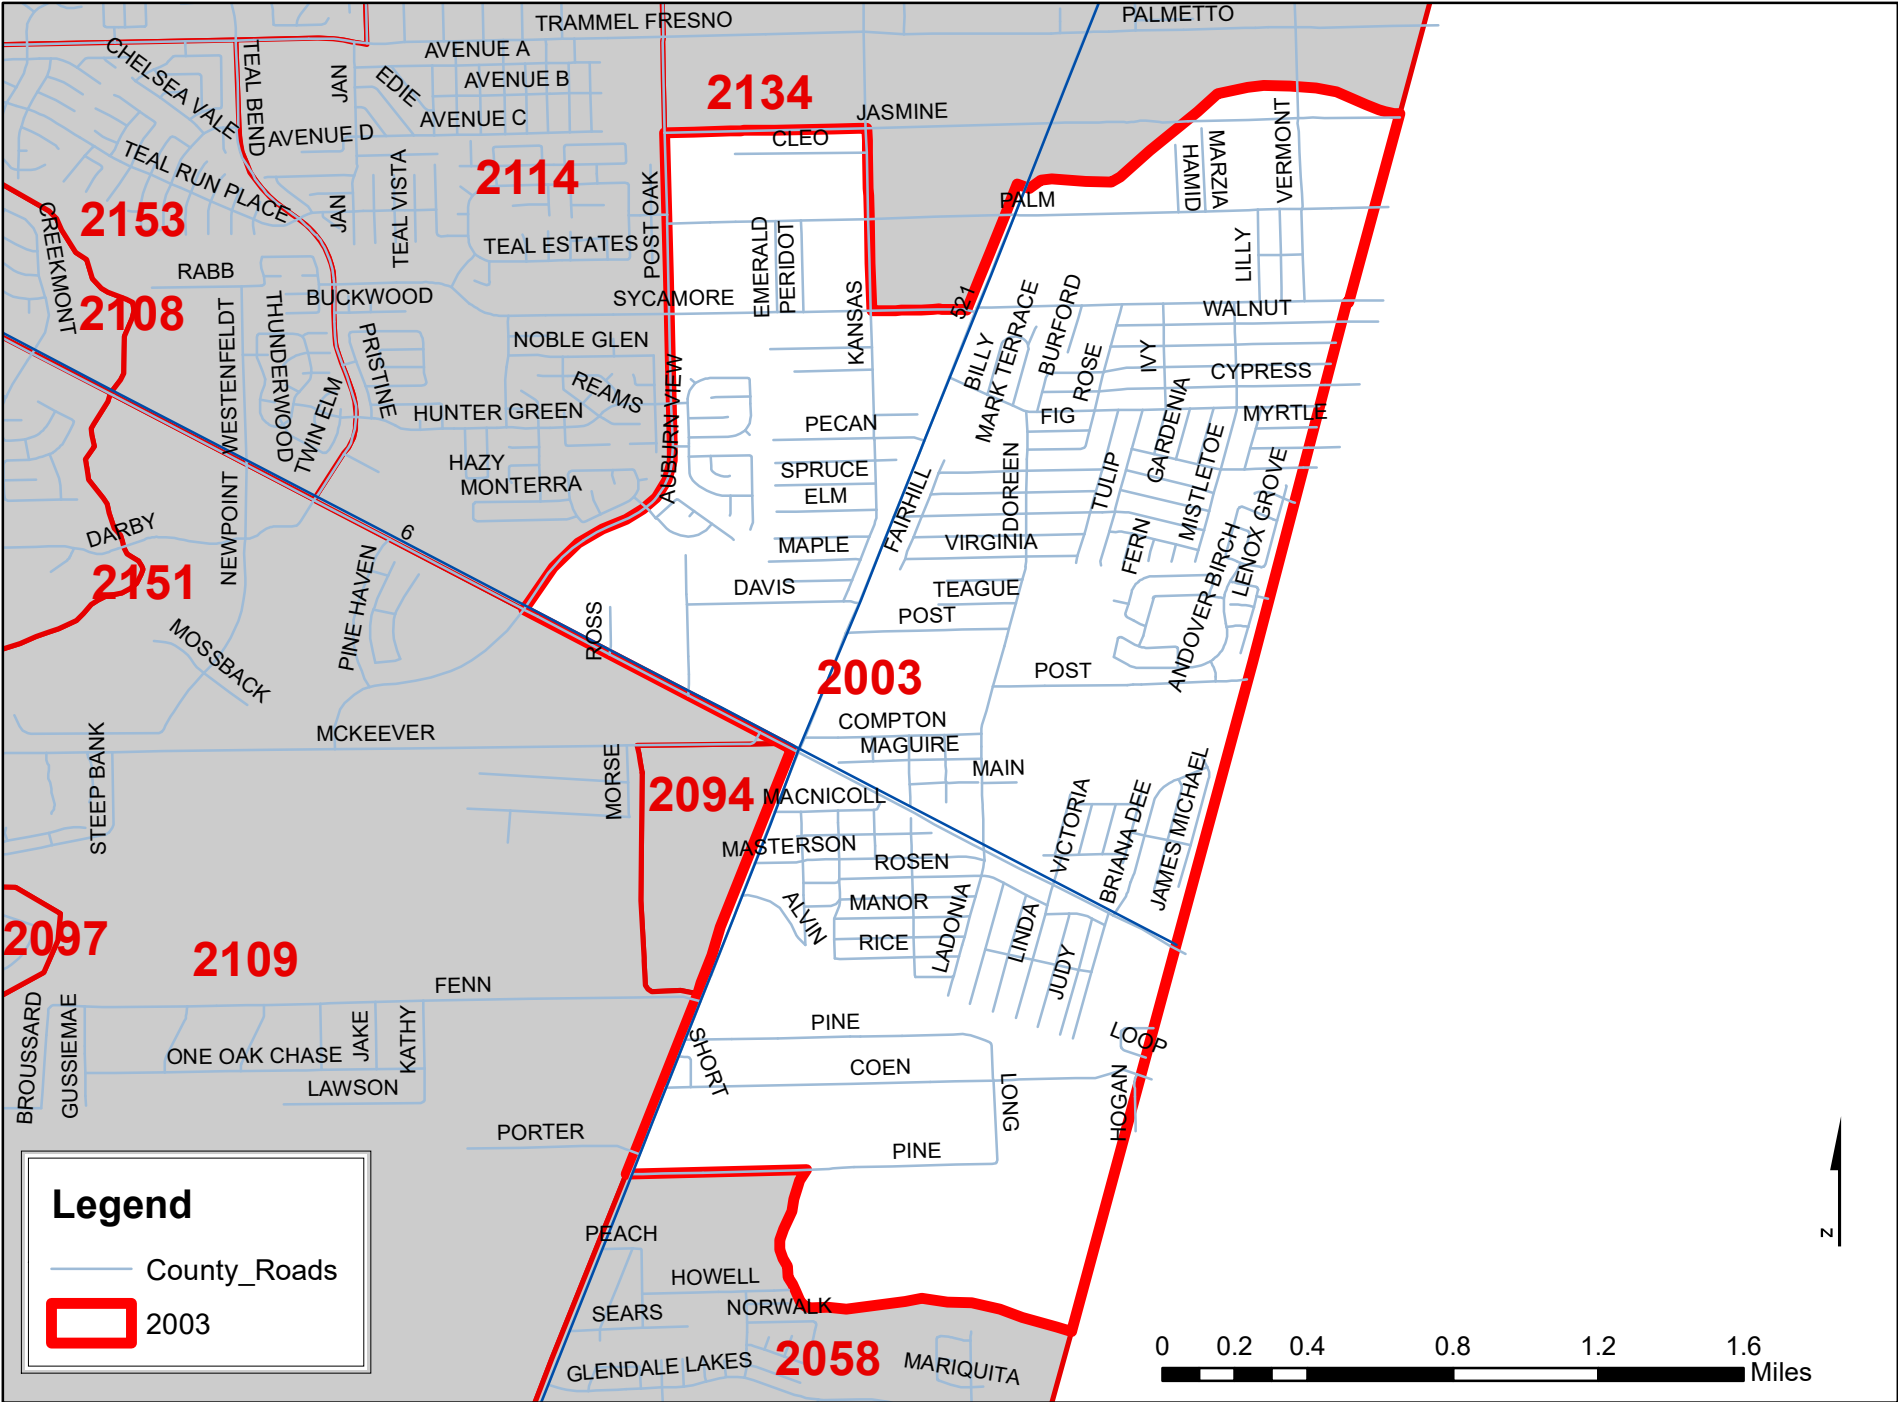 TRAMMEL FRESNO
PALMETTO
AVENUE A
CHELSEA VALE
TEAL BEND
JAN
EDIE
AVENUE B
2134
AVENUE C
JASMINE
AVENUE D
CLEO
VERMONT
MARZIA
HAMID
TEAL RUN PLACE
2114
TEAL VISTA
JAN
POST OAK
PALM
2153
CREEKMONT
TEAL ESTATES
EMERALD
PERIDOT
LILLY
RABB
BUCKWOOD
SYCAMORE
521
2108
WESTENFELDT
THUNDERWOOD
PRISTINE
NOBLE GLEN
KANSAS
BILLY
MARK TERRACE
BURFORD
ROSE
IVY
WALNUT
CYPRESS
REAMS
AUBURN VIEW
TWIN ELM
HUNTER GREEN
PECAN
FIG
GARDENIA
MYRTLE
HAZY
MONTERRA
SPRUCE
ELM
FAIRHILL
DOREEN
TULIP
MISTLETOE
LENOX GROVE
NEWPOINT
DARBY
6
MAPLE
VIRGINIA
FERN
BIRCH
2151
PINE HAVEN
DAVIS
TEAGUE
POST
ANDOVER
ROSS
MOSSBACK
2003
POST
STEEP BANK
MCKEEVER
COMPTON
MAGUIRE
MORSE
2094
MACNICOLL
MAIN
VICTORIA
BRIANA DEE
JAMES MICHAEL
MASTERSON
ROSEN
ALVIN
MANOR
LADONIA
LINDA
RICE
JUDY
2097
2109
FENN
BROUSSARD
GUSSIEMAE
JAKE
KATHY
ONE OAK CHASE
LAWSON
SHORT
PINE
LOOP
COEN
LONG
HOGAN
PORTER
PINE
Legend
County_Roads
2003
PEACH
HOWELL
SEARS
NORWALK
GLENDALE LAKES
2058
MARIQUITA
N
0 0.2 0.4 0.8 1.2 1.6
Miles